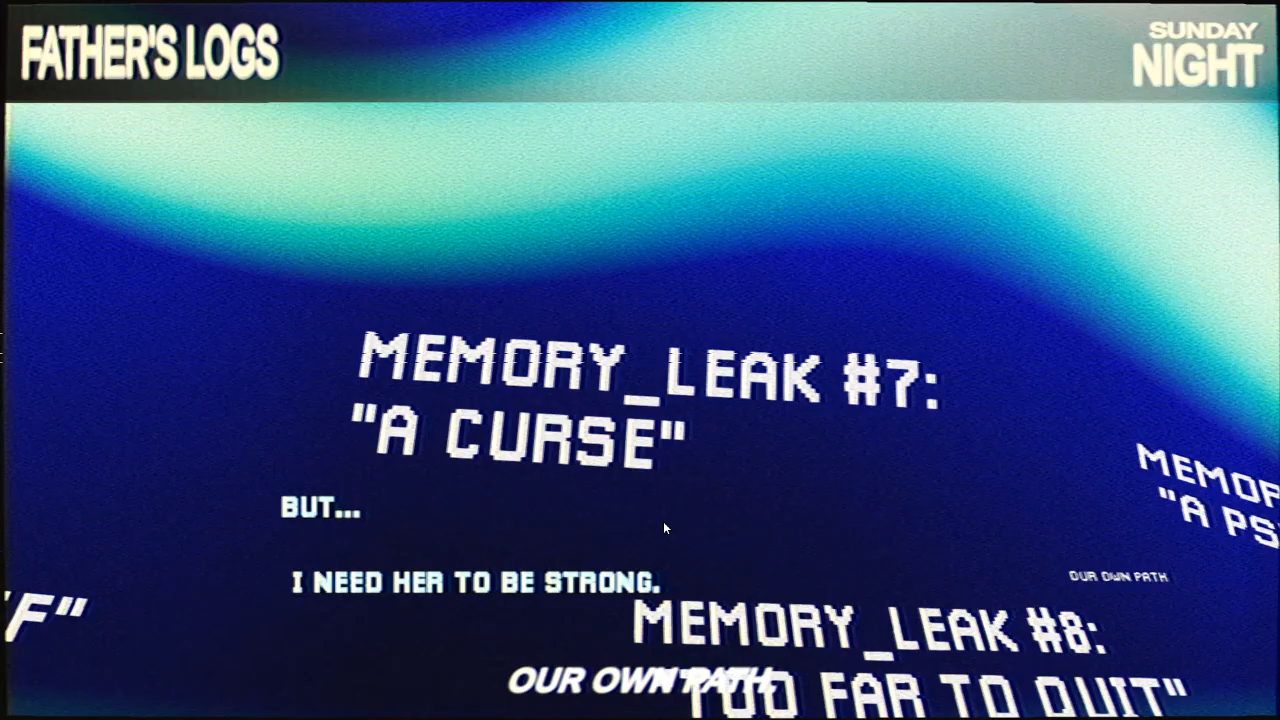 FATHER'S LOGS
SUNDAY
NIGHT
MEMORY_LEAK #7:
"A CURSE"
"A
BUT...
OUR OWN PATH
I NEED HER TO BE STRONG.
MEMORY_LEAK #8:
OUR OWN PATH.
TOO FAR TO QUIT"